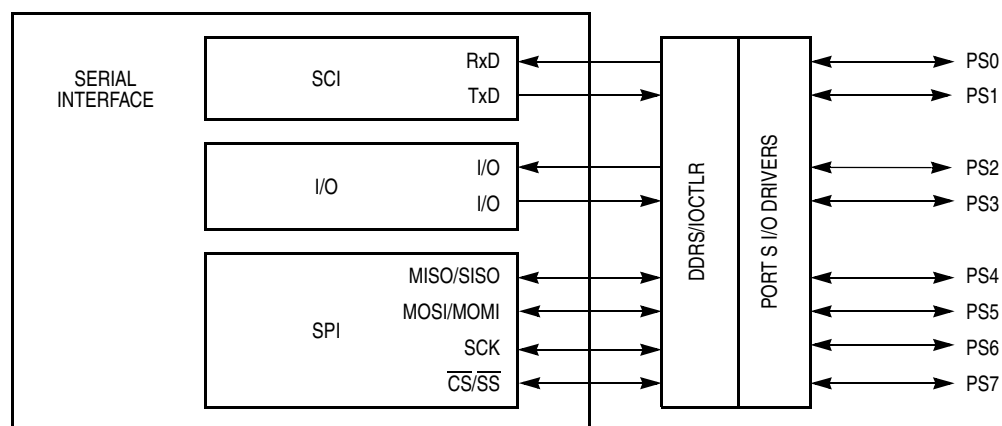 SERIAL
INTERFACE
SCI
RxD
TxD
I/O
I/O
I/O
SPI
MISO/SISO
MOSI/MOMI
SCK
CS/SS
DDRS/IOCTLR
PORT S I/O DRIVERS
PS0
PS1
PS2
PS3
PS4
PS5
PS6
PS7